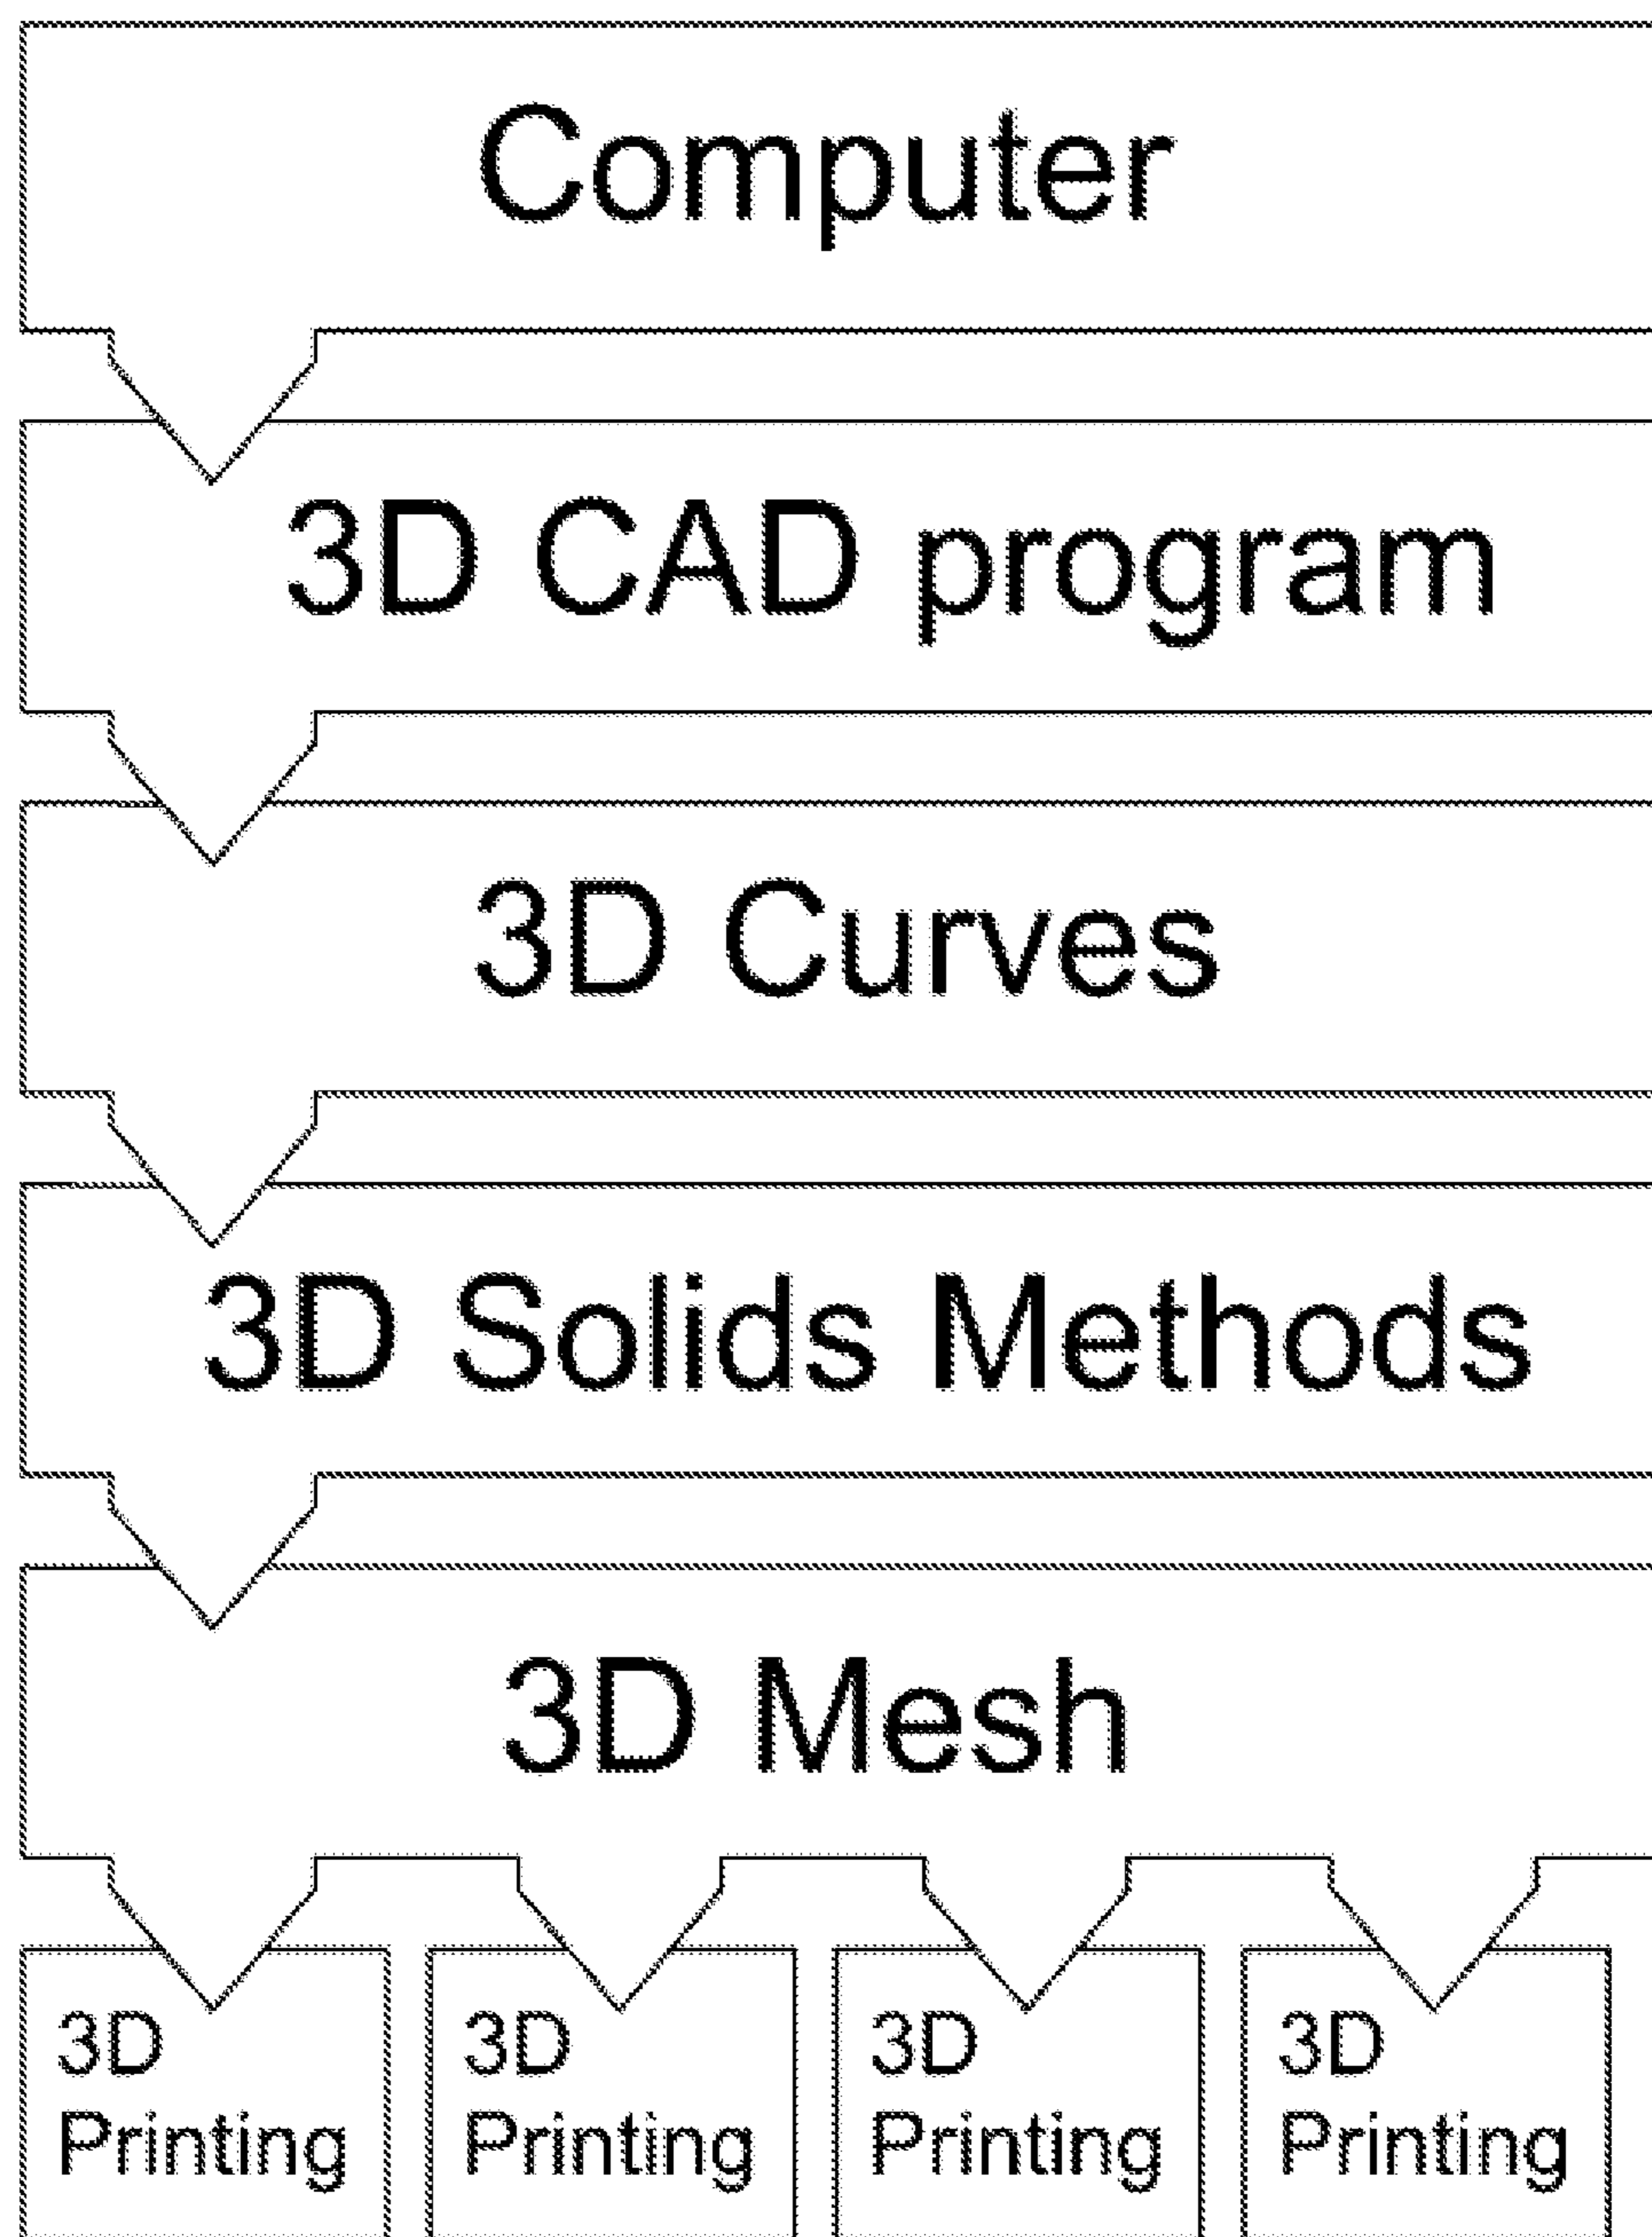 Computer
3D CAD program
3D Curves
3D Solids Methods
3D Mesh
3D
Printing
3D
Printing
3D
Printing
3D
Printing